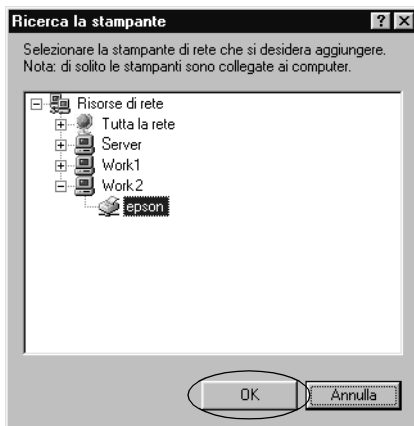 Ricerca la stampante
Selezionare la stampante di rete che si desidera aggiungere.
Nota: di solito le stampanti sono collegate ai computer.
Risorse di rete
Tutta la rete
Server
Work1
Work2
epson
OK Annulla